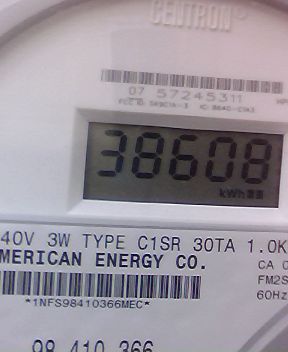 CENTRON®
07 57245311
38608
kWh
40V 3W TYPE C1SR 30TA 1.0K
MERICAN ENERGY CO.
CA 0
FM2S
60Hz
*1NFS98410366MEC*
98 410 366